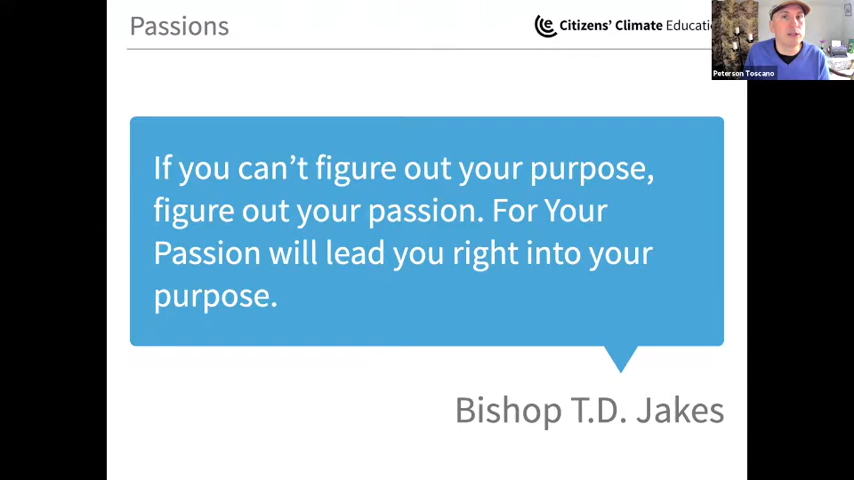 Passions
Citizens' Climate Educatio
Peterson Toscano
If you can't figure out your purpose,
figure out your passion. For Your
Passion will lead you right into your
purpose.
Bishop T.D. Jakes